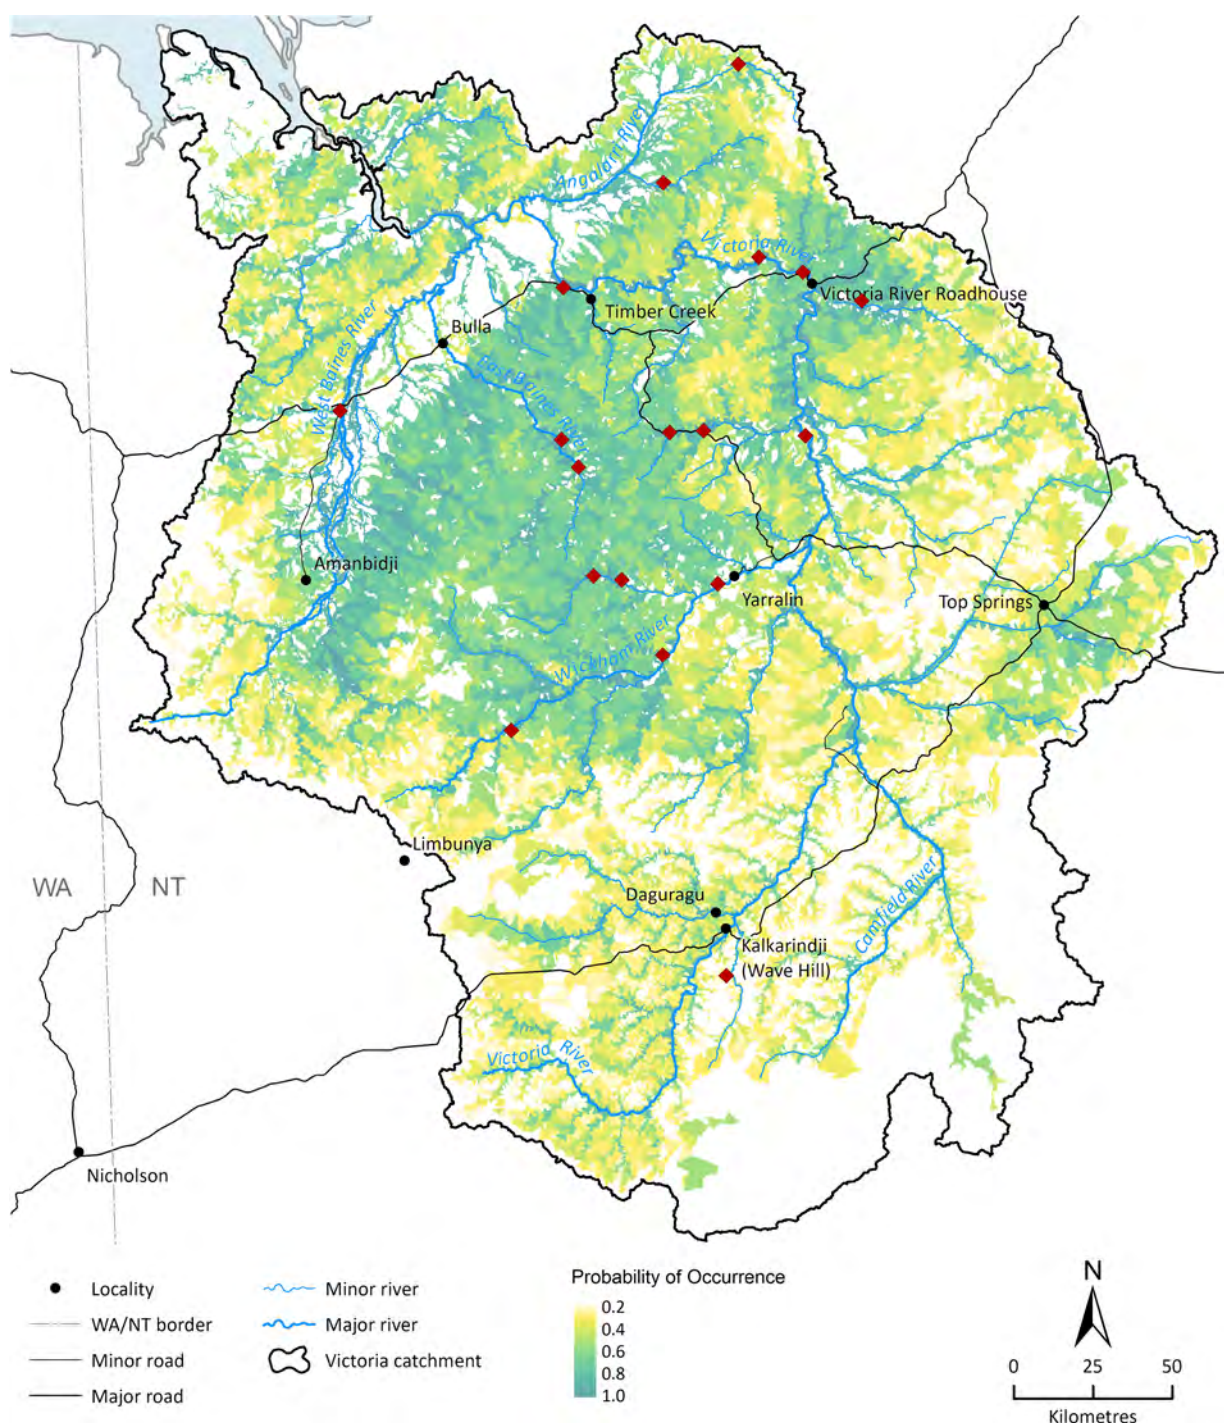 Angalarri River
Victoria River
Victoria River Roadhouse
Timber Creek
Bulla
West Baines River
East Baines River
Amanbidji
Yarralin
Top Springs
Wickham River
Limbunya
WA
NT
Daguragu
Camfield River
Kalkarindji
(Wave Hill)
Victoria River
Nicholson
Locality
WA/NT border
Minor road
Major road
Minor river
Major river
Victoria catchment
Probability of Occurrence
0.2
0.4
0.6
0.8
1.0
N
0 25 50
Kilometres